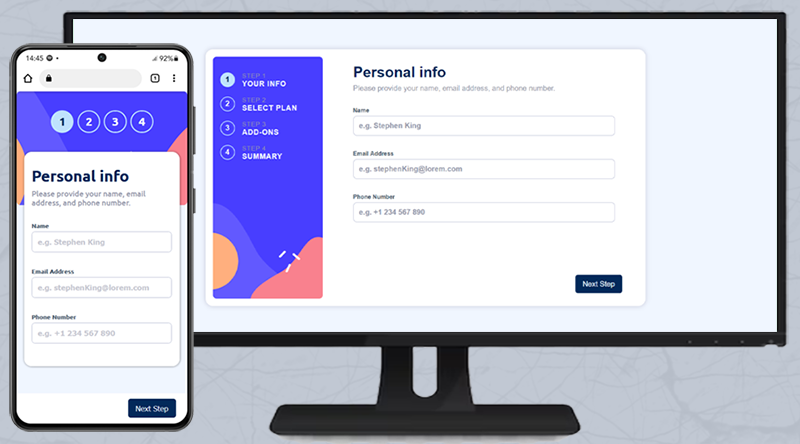 14:45
92%
1
1 2 3 4
Personal info
Please provide your name, email
address, and phone number.
Name
e.g. Stephen King
Email Address
e.g. stephenKing@lorem.com
Phone Number
e.g. +1 234 567 890
Next Step
1
STEP 1
YOUR INFO
2
STEP 2
SELECT PLAN
3
STEP 3
ADD-ONS
4
STEP 4
SUMMARY
Personal info
Please provide your name, email address, and phone number.
Name
e.g. Stephen King
Email Address
e.g. stephenKing@lorem.com
Phone Number
e.g. +1 234 567 890
Next Step